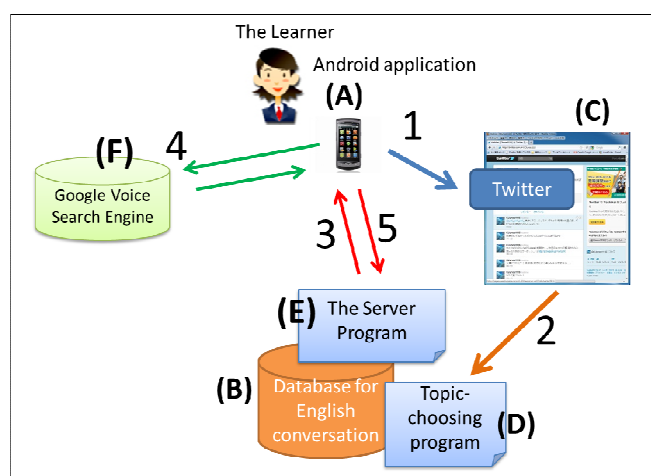 The Learner
Android application
(A)
(C)
1
(F)
4
Google Voice
Search Engine
Twitter
3
5
2
(E)
The Server
Program
(B)
Database for
English
conversation
Topic-
choosing
program
(D)